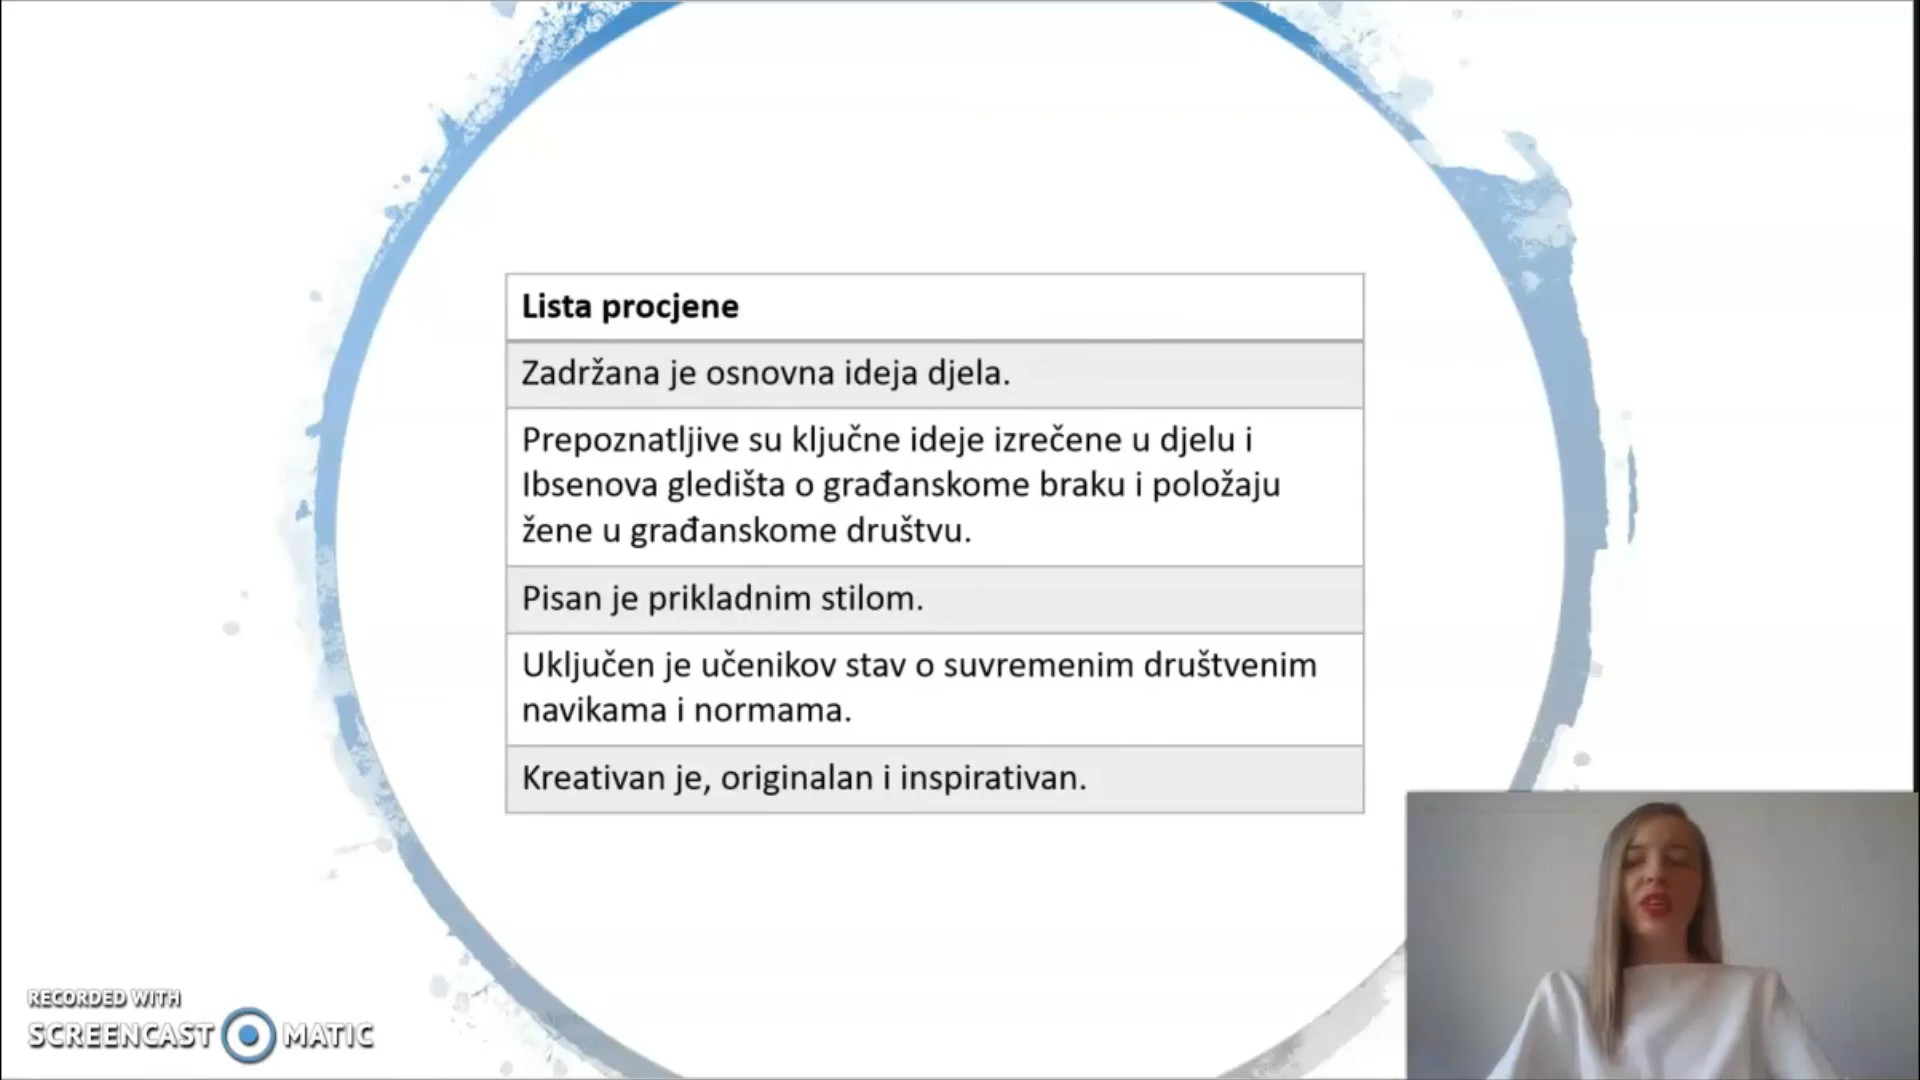 Lista procjene
Zadržana je osnovna ideja djela.
Prepoznatljive su ključne ideje izrečene u djelu i
Ibsenova gledišta o građanskome braku i položaju
žene u građanskome društvu.
Pisan je prikladnim stilom.
Uključen je učenikov stav o suvremenim društvenim
navikama i normama.
Kreativan je, originalan i inspirativan.
RECORDED WITH
SCREENCAST MATIC